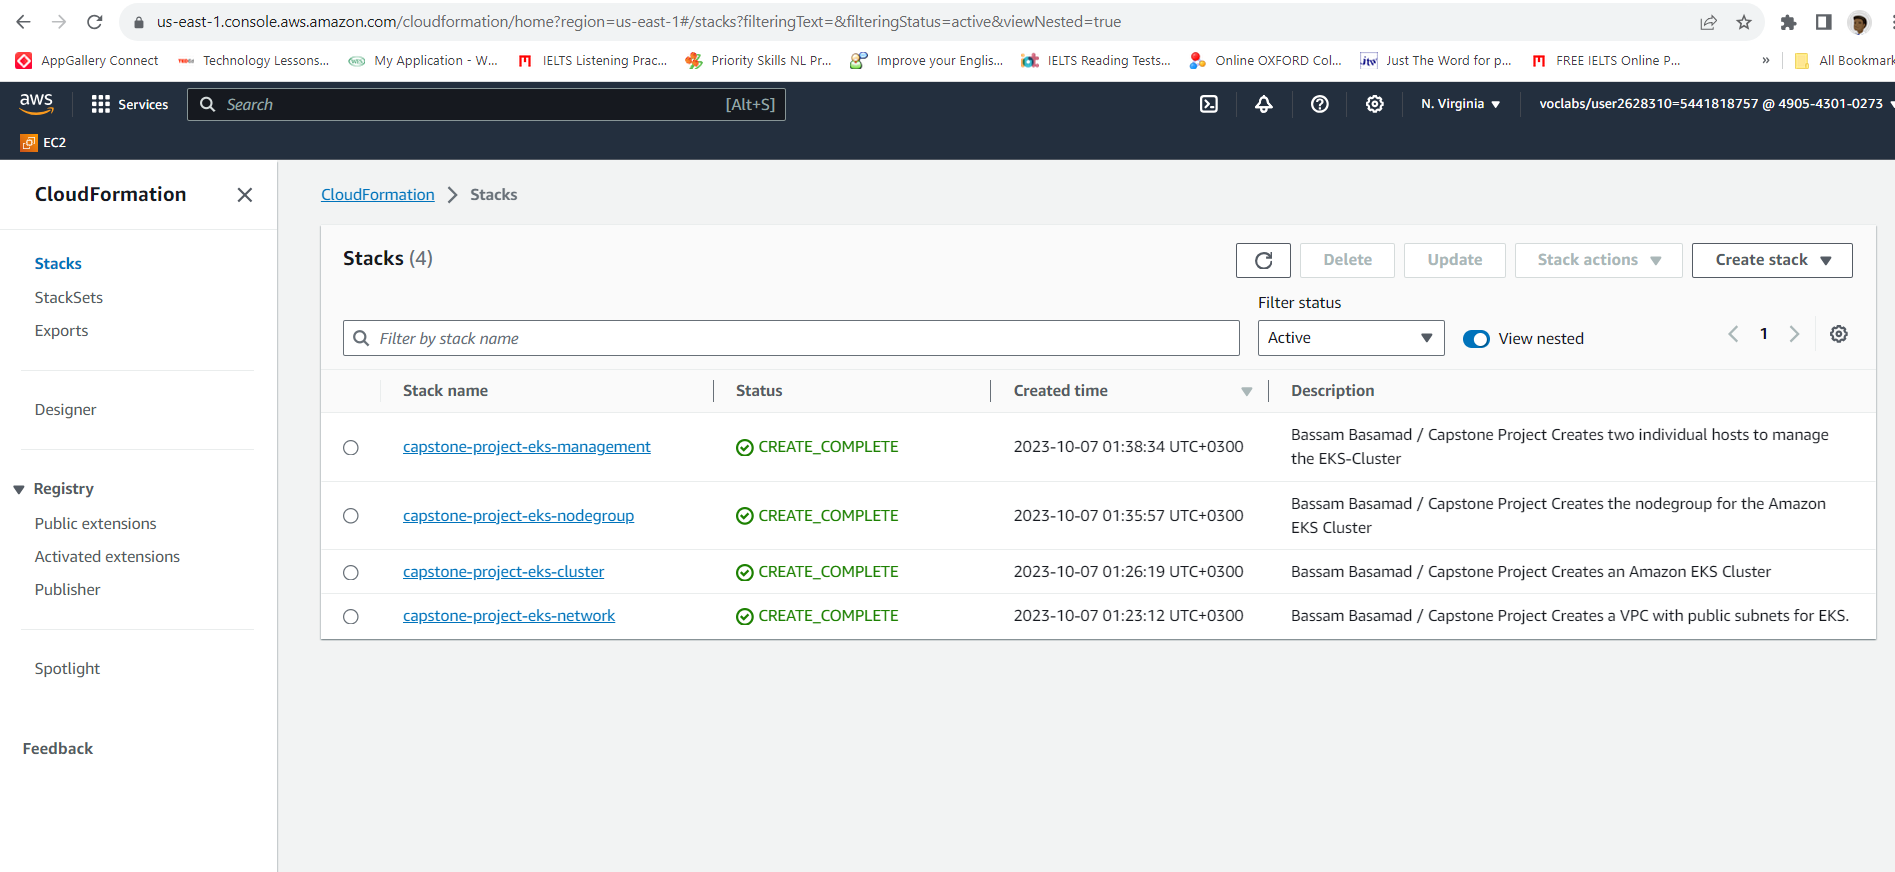 us-east-1.console.aws.amazon.com/cloudformation/home?region=us-east-1#/stacks?filteringText=&filteringStatus=active&viewNested=true
AppGallery Connect Technology Lessons... My Application - W... IELTS Listening Prac... Priority Skills NL Pr... Improve your Englis... IELTS Reading Tests... Online OXFORD Col... Just The Word for p... FREE IELTS Online P... » All Bookmark
aws Services Search [Alt+S] N. Virginia voclabs/user2628310=5441818757 @ 4905-4301-0273
EC2
CloudFormation
CloudFormation Stacks
Stacks
StackSets
Exports
Designer
Registry
Public extensions
Activated extensions
Publisher
Spotlight
Feedback
Stacks (4)
Delete Update Stack actions Create stack
Filter status
Filter by stack name Active View nested 1
Stack name Status Created time Description
capstone-project-eks-management CREATE_COMPLETE 2023-10-07 01:38:34 UTC+0300 Bassam Basamad / Capstone Project Creates two individual hosts to manage
the EKS-Cluster
capstone-project-eks-nodegroup CREATE_COMPLETE 2023-10-07 01:35:57 UTC+0300 Bassam Basamad / Capstone Project Creates the nodegroup for the Amazon
EKS Cluster
capstone-project-eks-cluster CREATE_COMPLETE 2023-10-07 01:26:19 UTC+0300 Bassam Basamad / Capstone Project Creates an Amazon EKS Cluster
capstone-project-eks-network CREATE_COMPLETE 2023-10-07 01:23:12 UTC+0300 Bassam Basamad / Capstone Project Creates a VPC with public subnets for EKS.